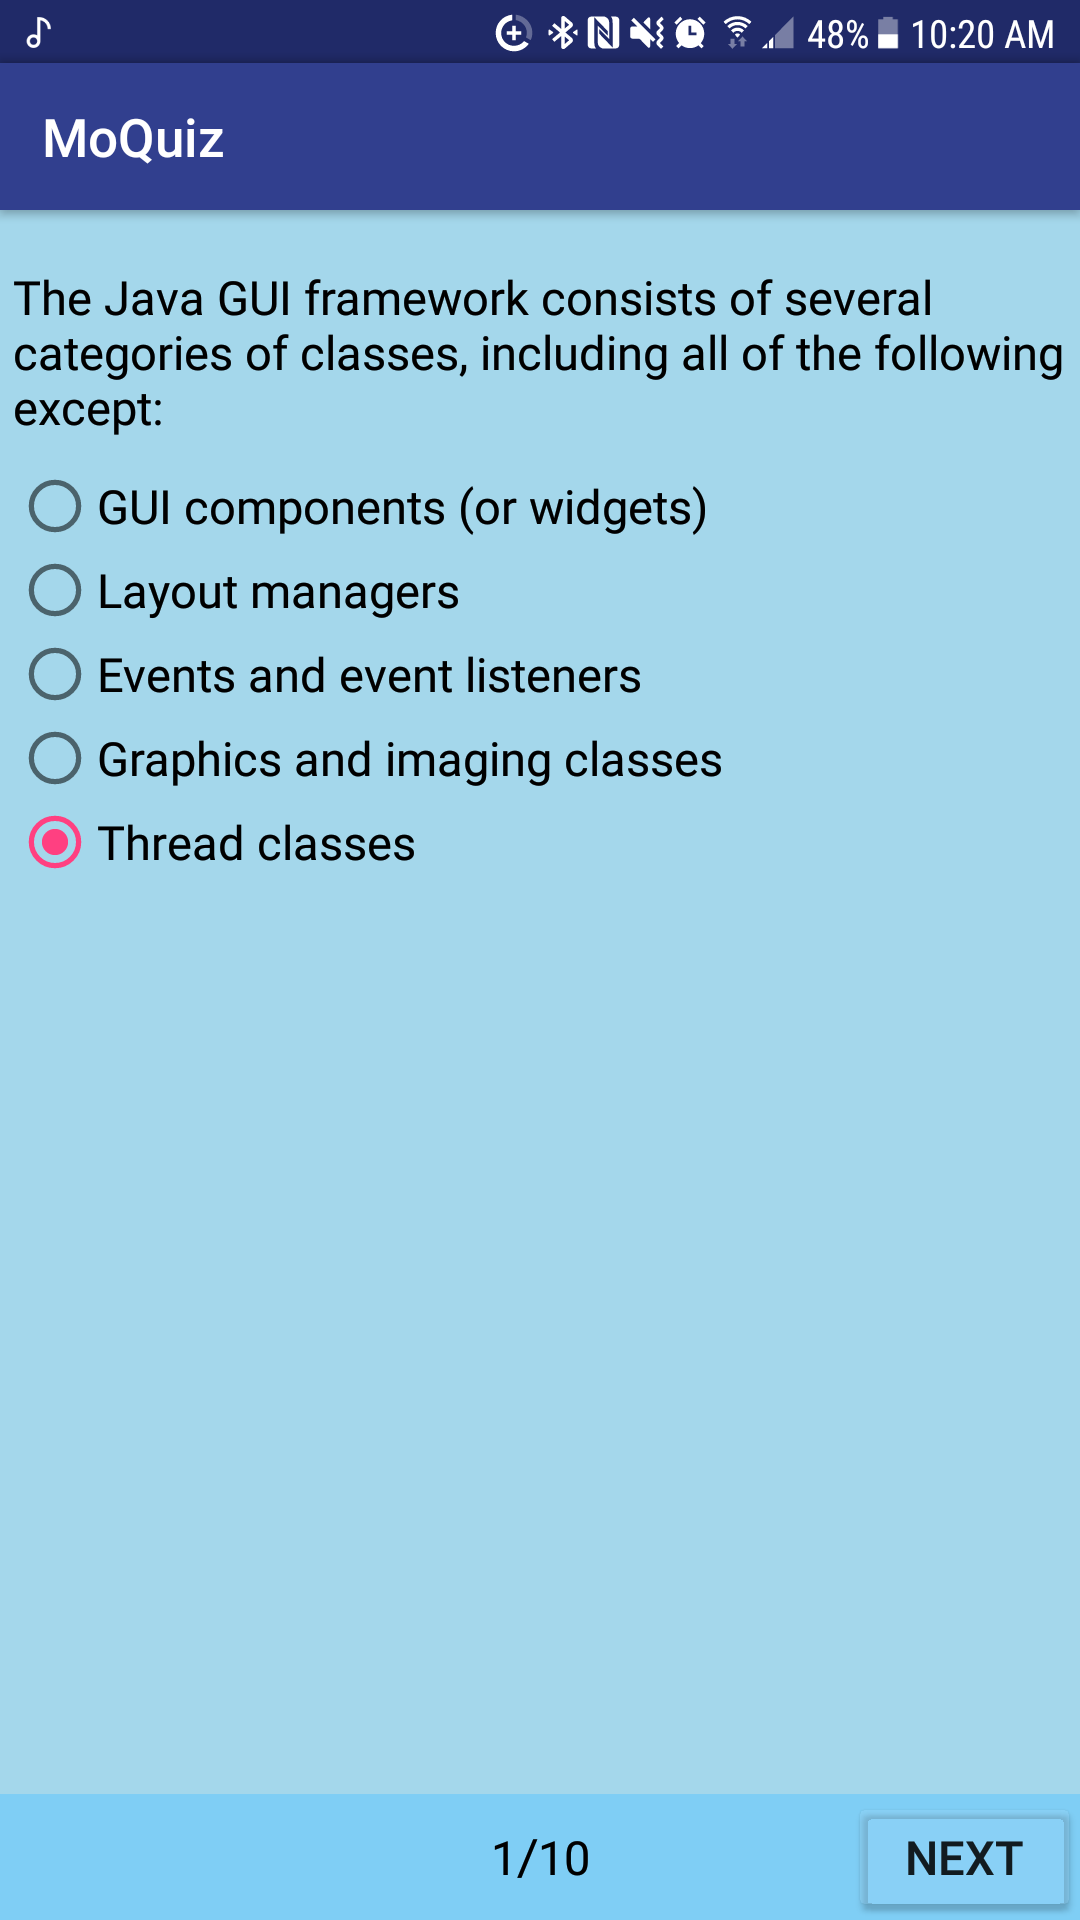 48% 10:20 AM
MoQuiz
The Java GUI framework consists of several
categories of classes, including all of the following
except:
GUI components (or widgets)
Layout managers
Events and event listeners
Graphics and imaging classes
Thread classes
1/10
NEXT